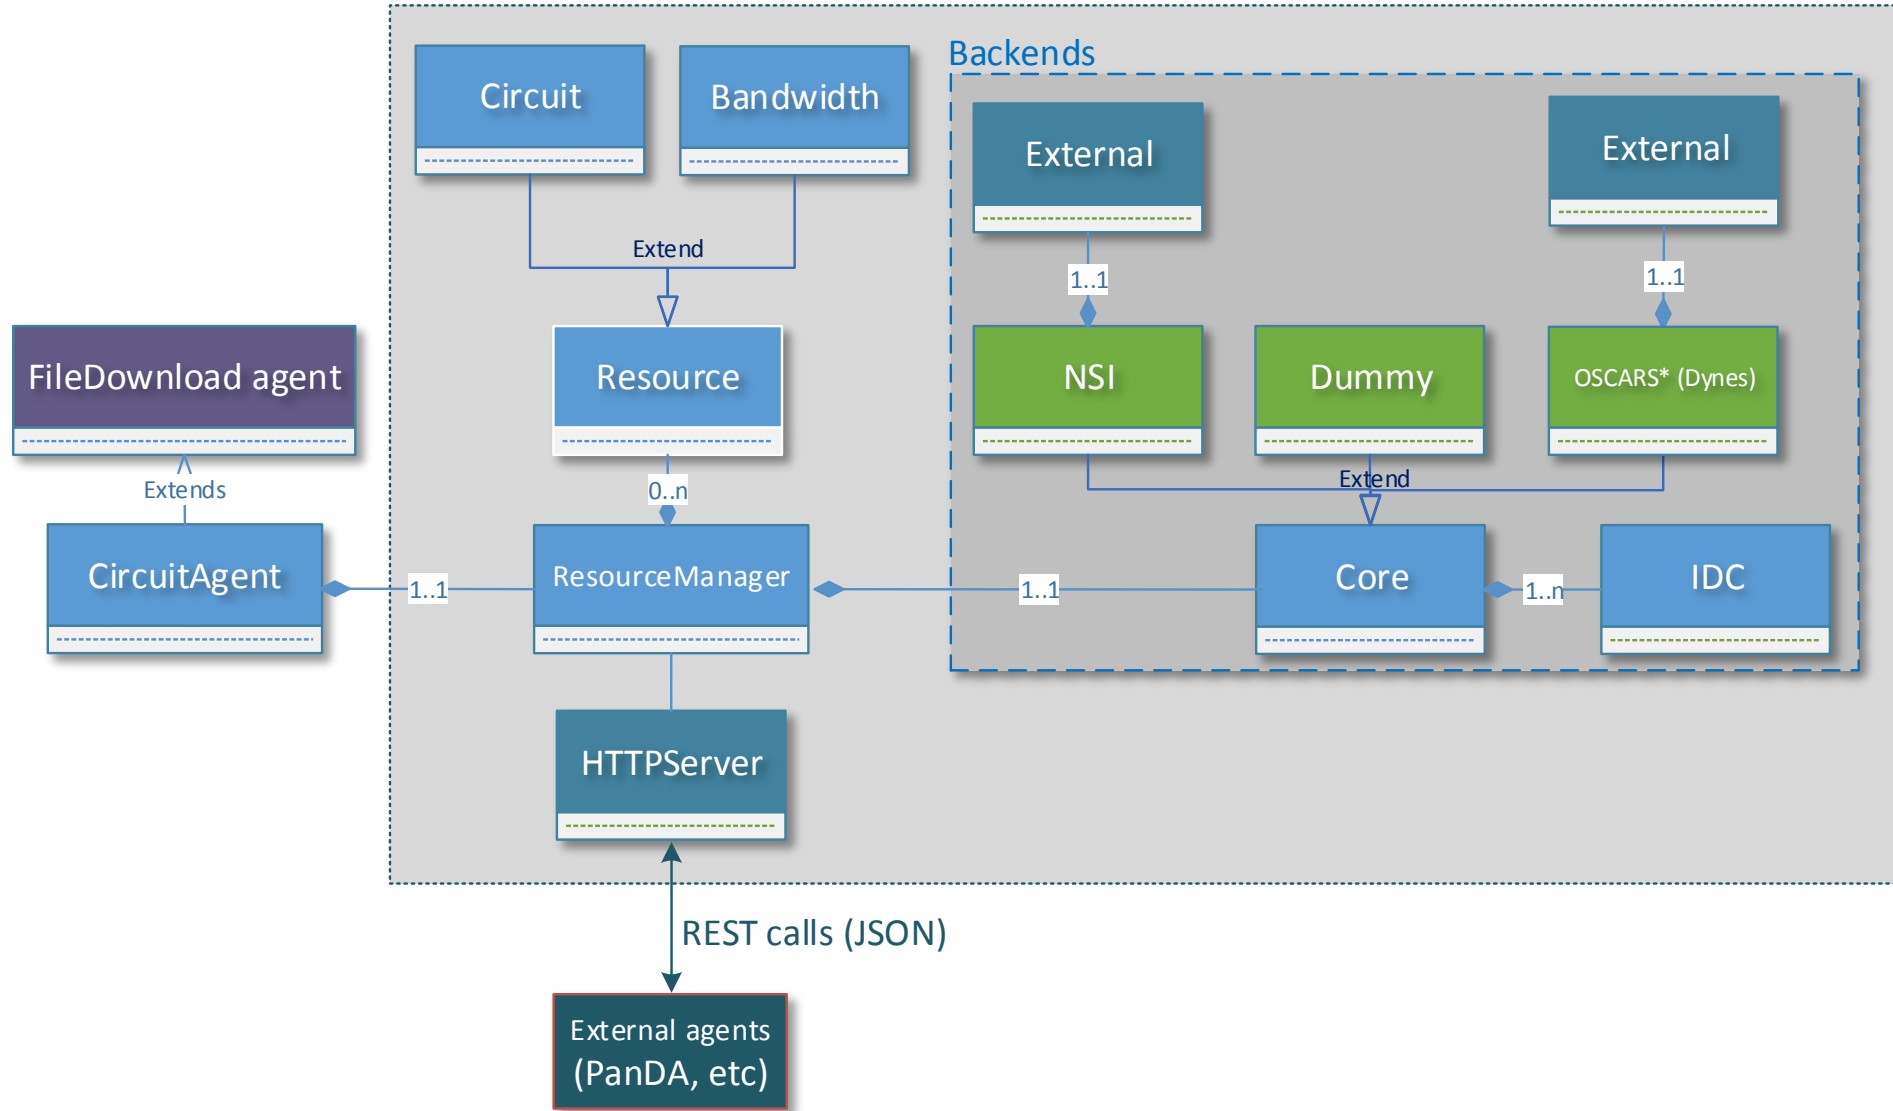 Backends
Circuit
Bandwidth
External
External
Extend
1..1
1..1
FileDownload agent
Resource
NSI
Dummy
OSCARS* (Dynes)
Extends
0..n
Extend
CircuitAgent
1..1
ResourceManager
1..1
Core
1..n
IDC
HTTPServer
REST calls (JSON)
External agents
(PanDA, etc)